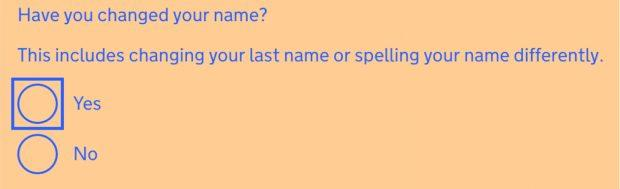 Have you changed your name?
This includes changing your last name or spelling your name differently.
Yes
No